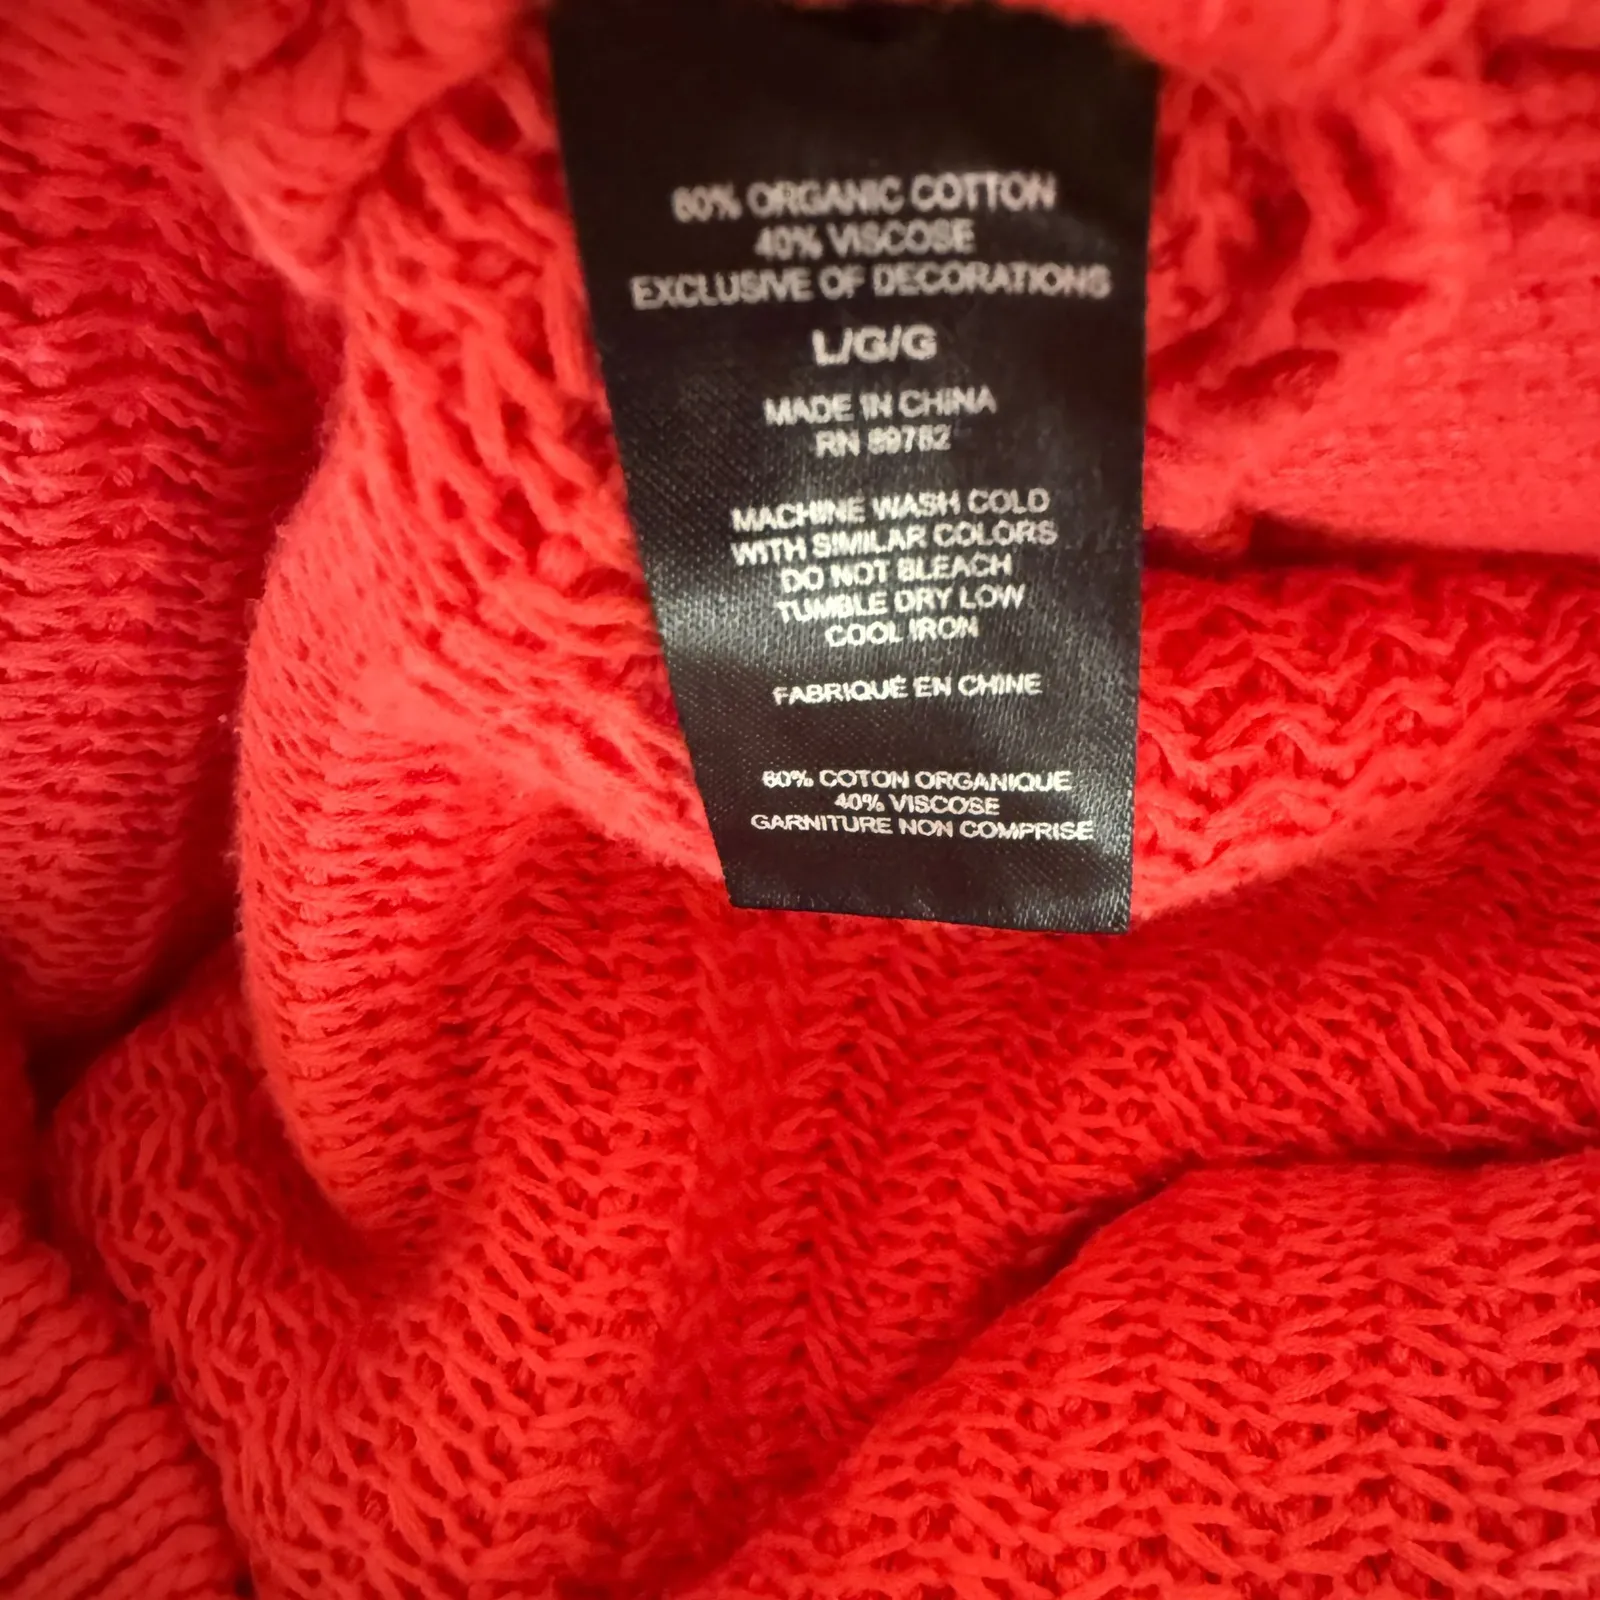 60% ORGANIC COTTON
40% VISCOSE
EXCLUSIVE OF DECORATIONS
L/G/G
MADE IN CHINA
RN 89762
MACHINE WASH COLD
WITH SIMILAR COLORS
DO NOT BLEACH
TUMBLE DRY LOW
COOL IRON
FABRIQUÉ EN CHINE
60% COTON ORGANIQUE
40% VISCOSE
GARNITURE NON COMPRISE